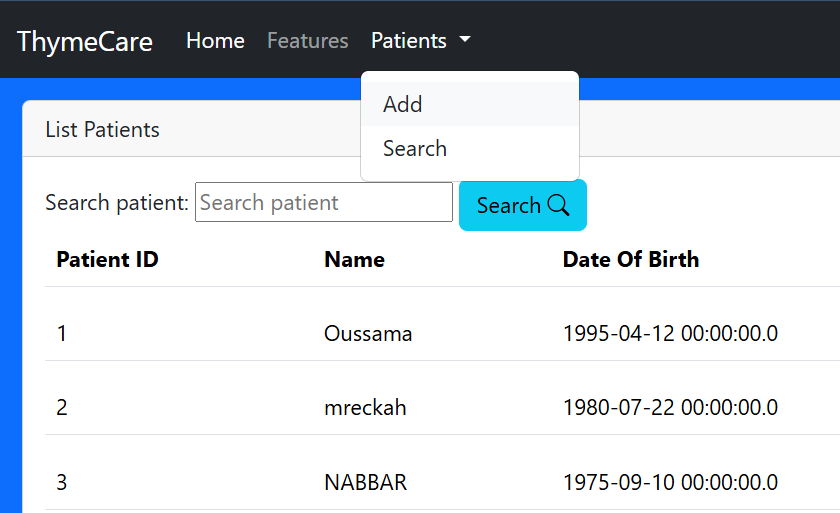 ThymeCare Home Features Patients
Add
Search
List Patients
Search patient: Search patient Search
Patient ID Name Date Of Birth
1 Oussama 1995-04-12 00:00:00.0
2 mreckah 1980-07-22 00:00:00.0
3 NABBAR 1975-09-10 00:00:00.0